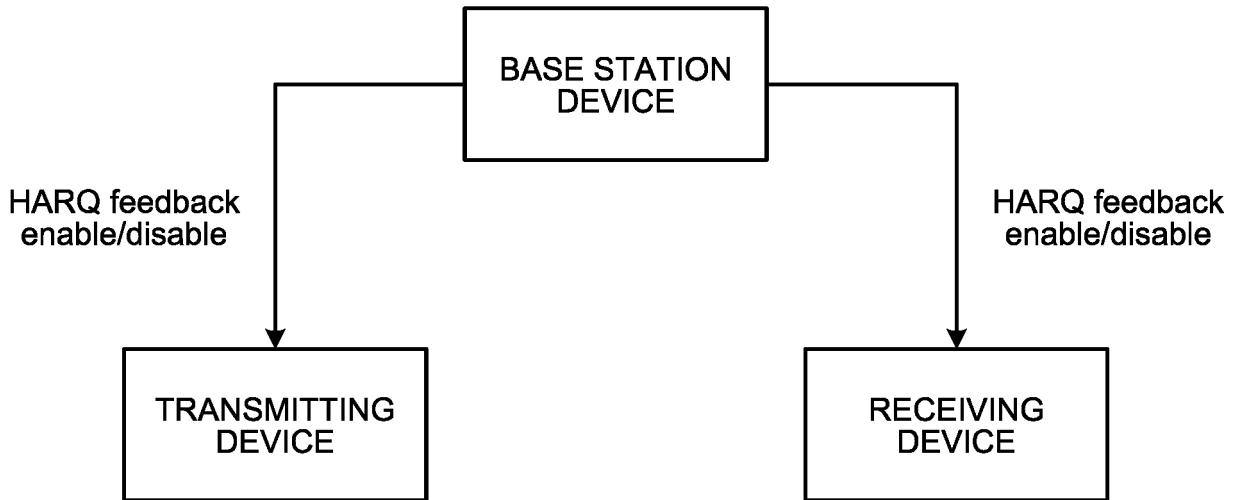 BASE STATION
DEVICE
HARQ feedback
enable/disable
HARQ feedback
enable/disable
TRANSMITTING
DEVICE
RECEIVING
DEVICE